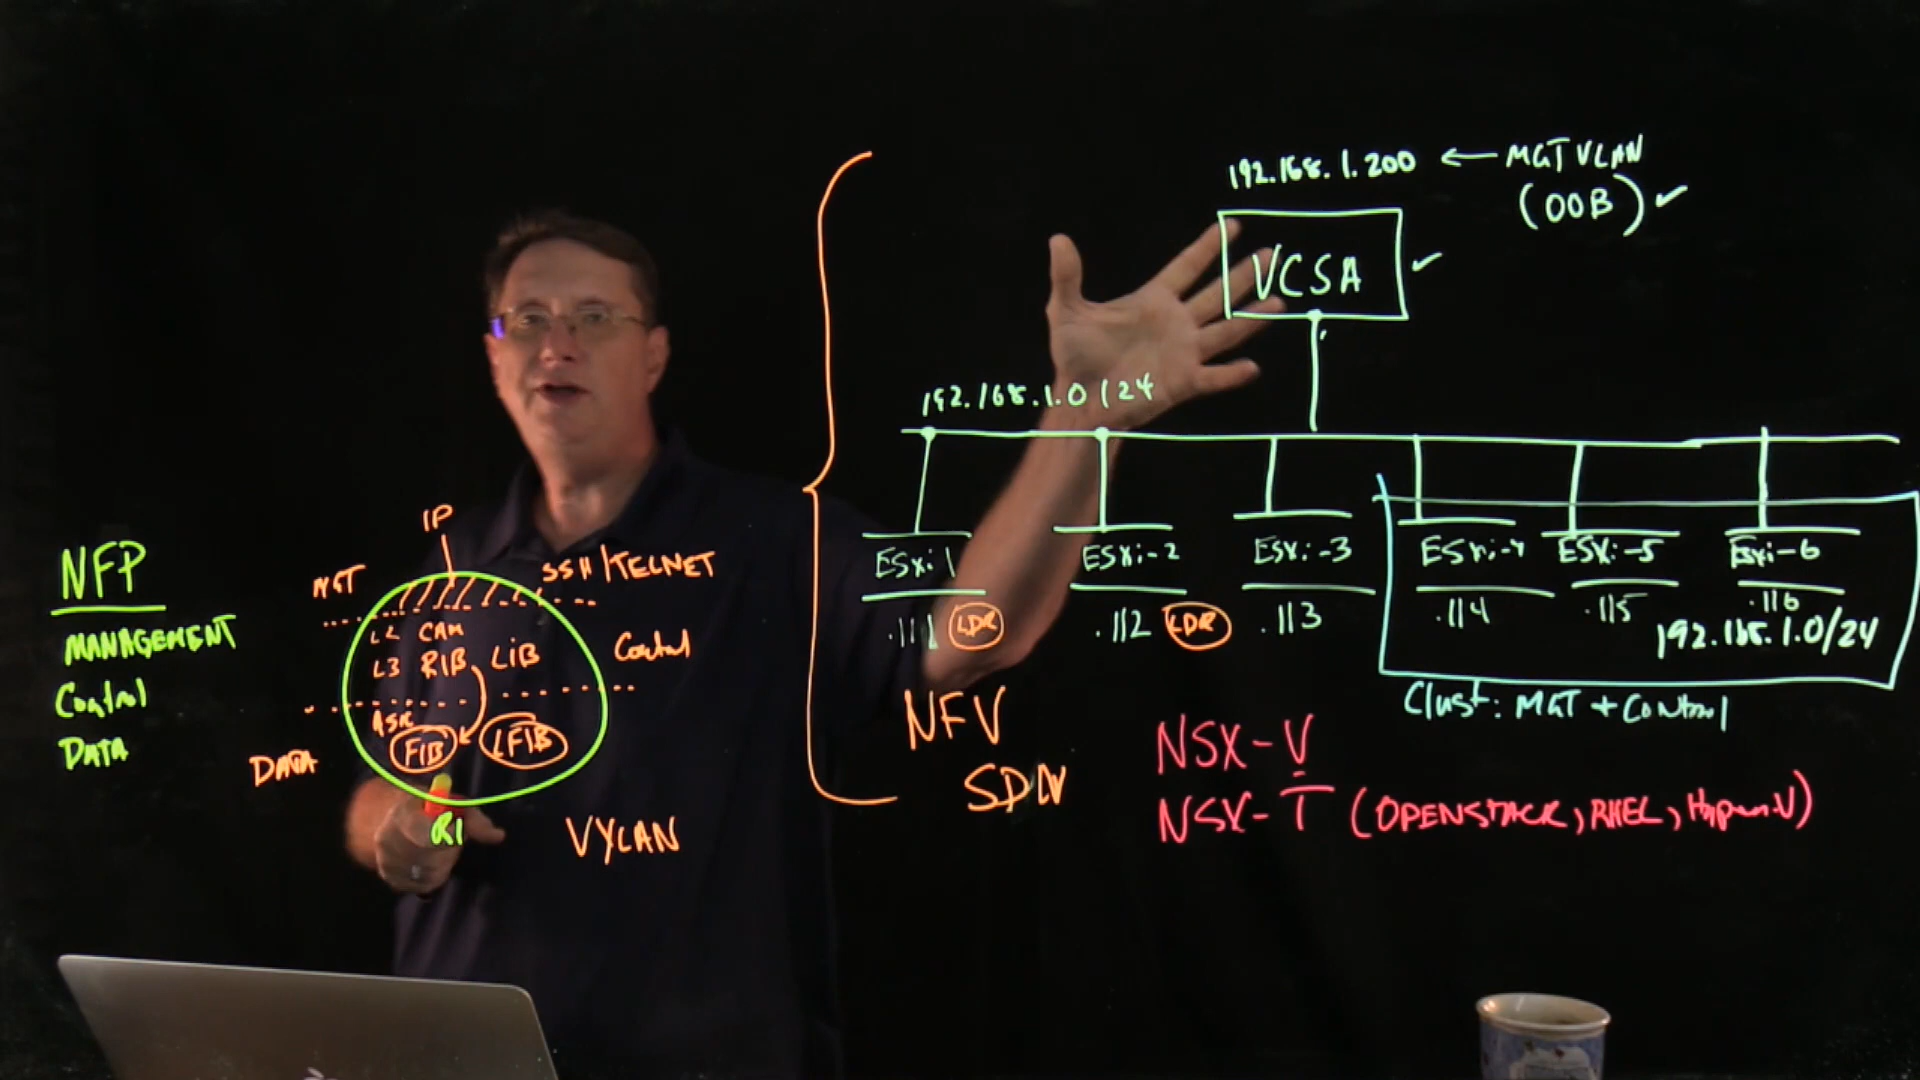 192.168.1.200 ← MGT VLAN
(OOB) ✓
VCSA ✓
192.168.1.0/24
ESXi 1
ESXi-2
ESXi-3
ESXi-4
ESXi-5
ESXi-6
.111
LDR
.112
LDR
.113
.114
.115
.116
192.168.1.0/24
Clust: MGT + Control
NFP
MANAGEMENT
Control
DATA
IP
MGT
SSH/TELNET
L2 CAM
L3 RIB LIB
Control
ASIC
FIB LFIB
DATA
R1
VYLAN
NFV
SDN
NSX-V
NSX-T (OPENSTACK, RHEL, Hyper-V)